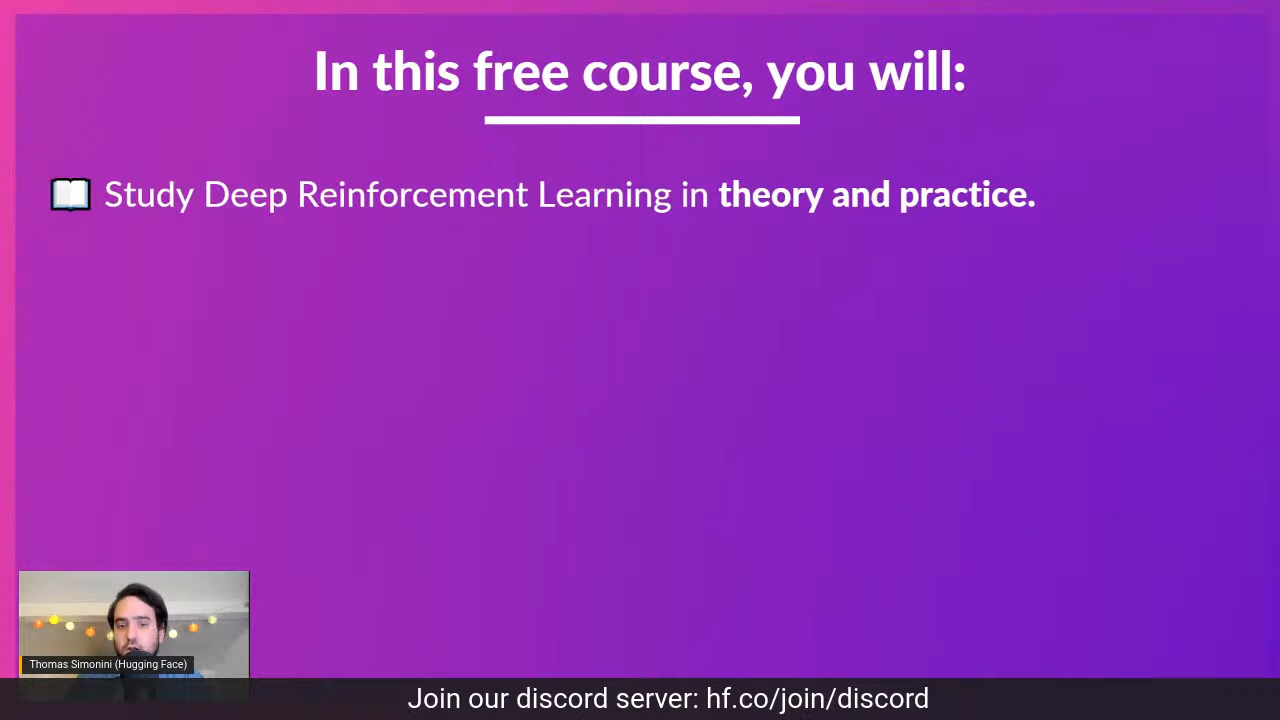 In this free course, you will:
📖 Study Deep Reinforcement Learning in theory and practice.
Thomas Simonini (Hugging Face)
Join our discord server: hf.co/join/discord